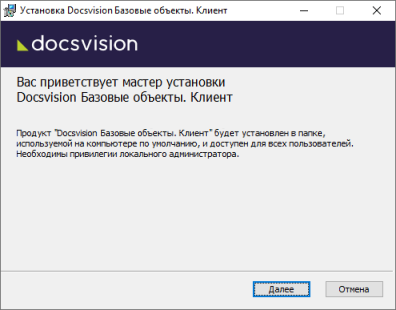 Установка Docsvision Базовые объекты. Клиент
docsvision
Вас приветствует мастер установки
Docsvision Базовые объекты. Клиент
Продукт "Docsvision Базовые объекты. Клиент" будет установлен в папке,
используемой на компьютере по умолчанию, и доступен для всех пользователей.
Необходимы привилегии локального администратора.
Далее
Отмена